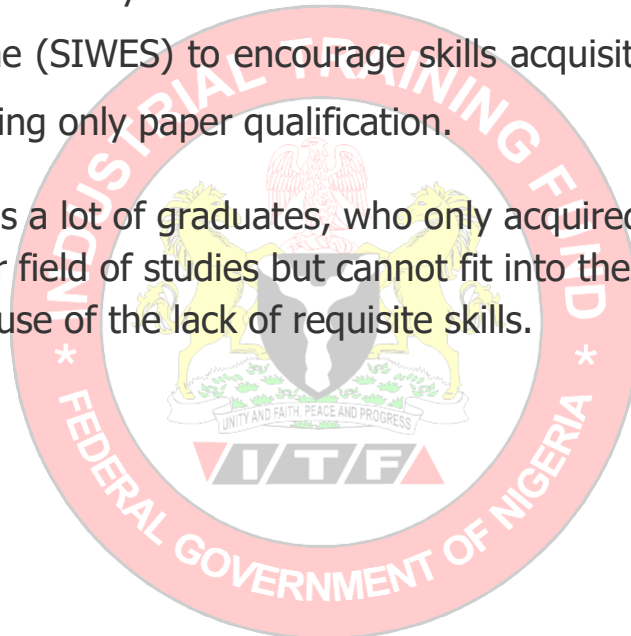 ne (SIWES) to encourage skills acquisit
ing only paper qualification.
s a lot of graduates, who only acquired
r field of studies but cannot fit into the
use of the lack of requisite skills.
INDUSTRIAL TRAINING FUND
UNITY AND FAITH, PEACE AND PROGRESS
ITF
* FEDERAL GOVERNMENT OF NIGERIA *